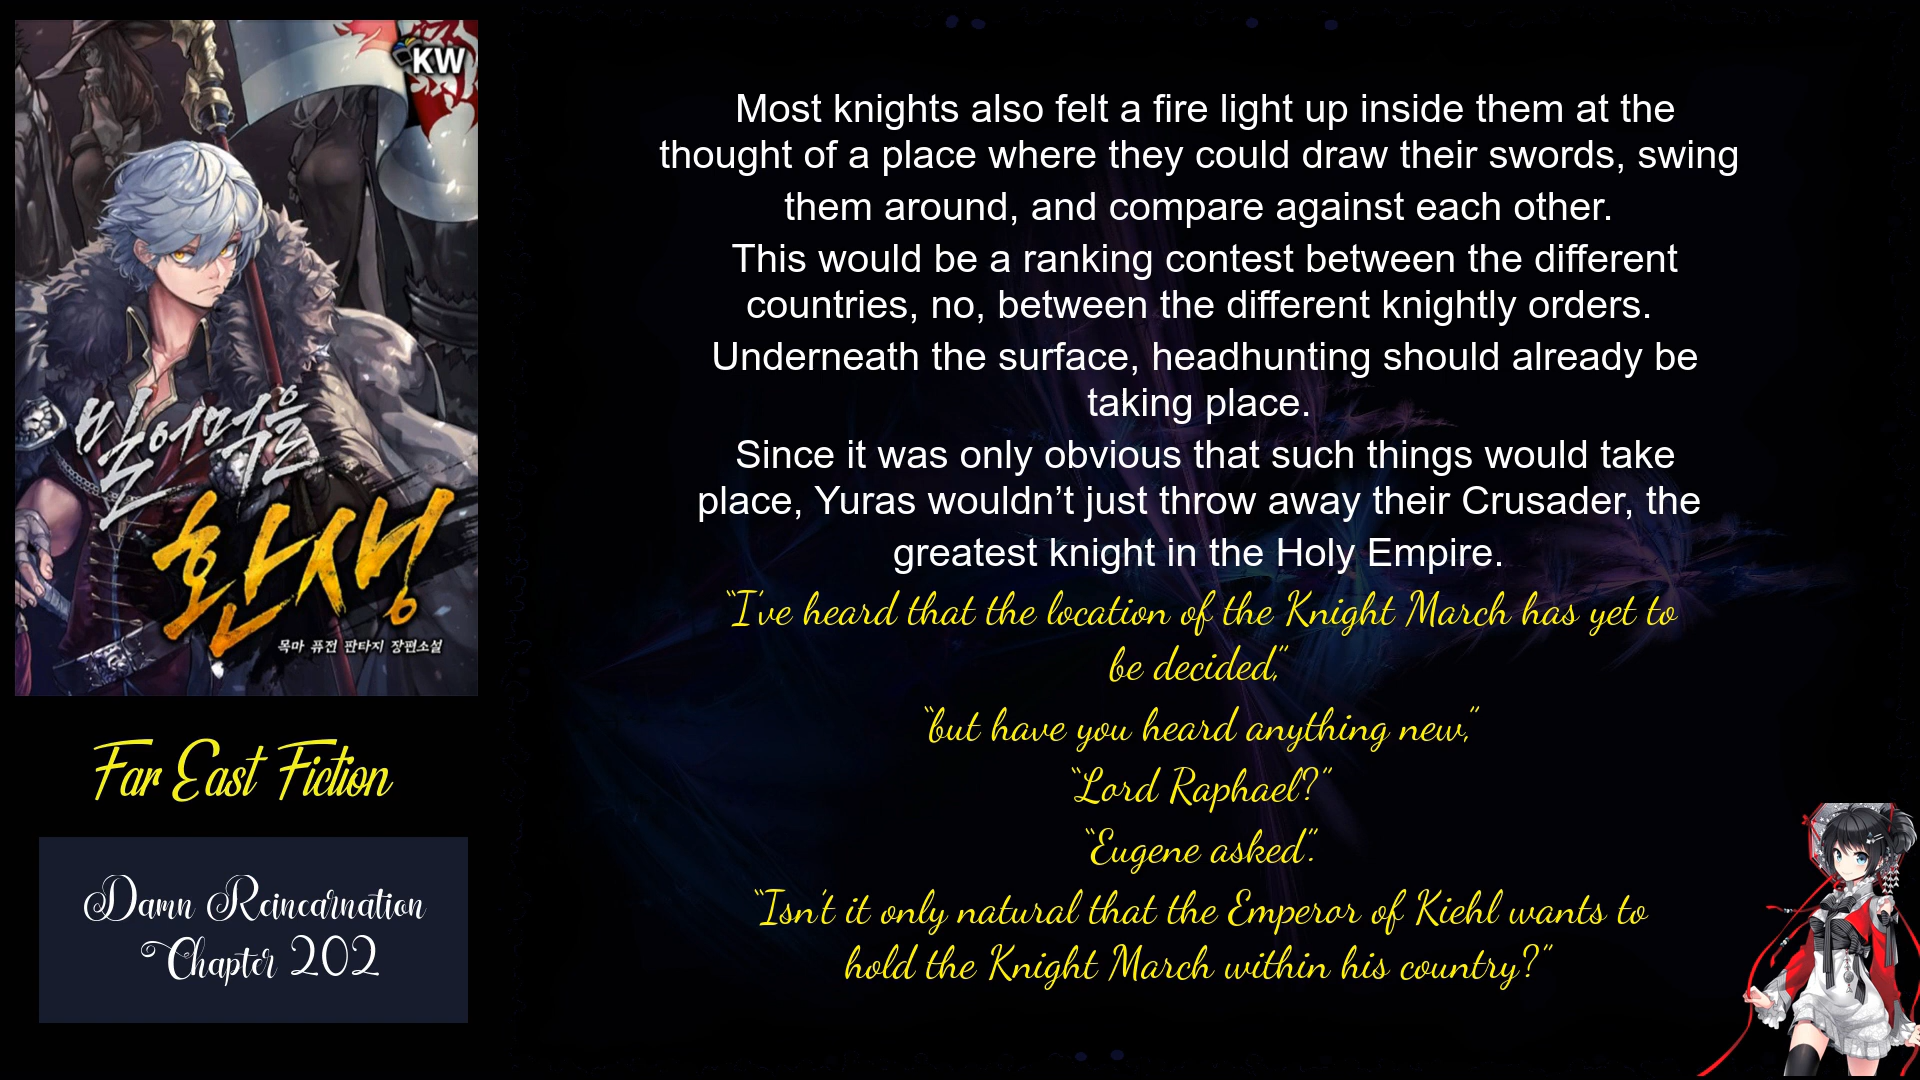 KW
빌어먹을
환생
목마 퓨전 판타지 장편소설
Far East Fiction
Damn Reincarnation
Chapter 202
Most knights also felt a fire light up inside them at the
thought of a place where they could draw their swords, swing
them around, and compare against each other.
This would be a ranking contest between the different
countries, no, between the different knightly orders.
Underneath the surface, headhunting should already be
taking place.
Since it was only obvious that such things would take
place, Yuras wouldn’t just throw away their Crusader, the
greatest knight in the Holy Empire.
“I’ve heard that the location of the Knight March has yet to
be decided,”
“but have you heard anything new,”
“Lord Raphael?”
“Eugene asked”.
“Isn’t it only natural that the Emperor of Kiehl wants to
hold the Knight March within his country?”